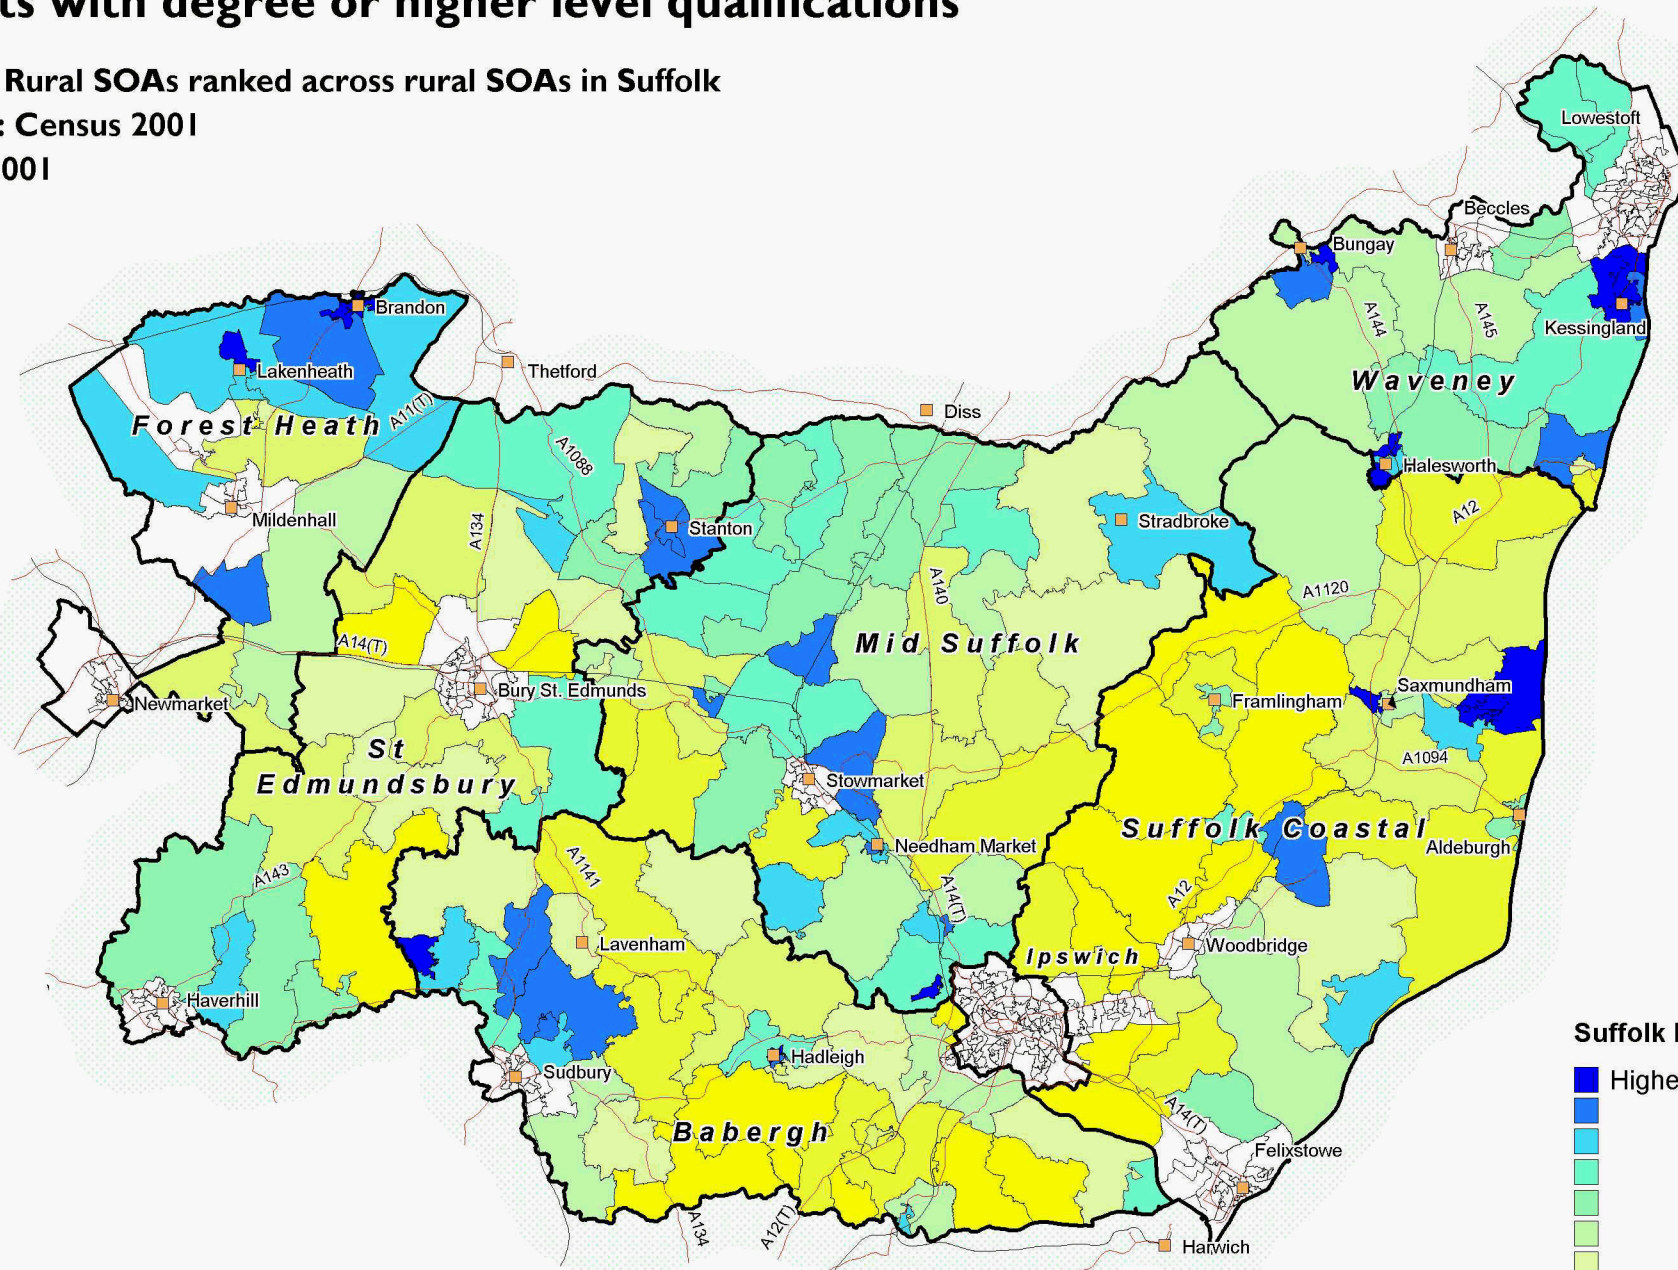 ts with degree or higher level qualifications
Rural SOAs ranked across rural SOAs in Suffolk
: Census 2001
001
Lowestoft
Beccles
Bungay
Kessingland
A144
A145
Waveney
Brandon
Lakenheath
Thetford
Diss
Forest Heath
A11(T)
A1088
Halesworth
A12
Mildenhall
A134
Stanton
Stradbroke
A140
A1120
Mid Suffolk
A14(T)
Bury St. Edmunds
Newmarket
Framlingham
Saxmundham
St
Edmundsbury
A1094
Stowmarket
Suffolk Coastal
Needham Market
Aldeburgh
A143
A1141
A14(T)
A12
Lavenham
Ipswich
Woodbridge
Haverhill
Hadleigh
Sudbury
Babergh
A14(T)
Felixstowe
A134
A12(T)
Harwich
Suffolk
Highe